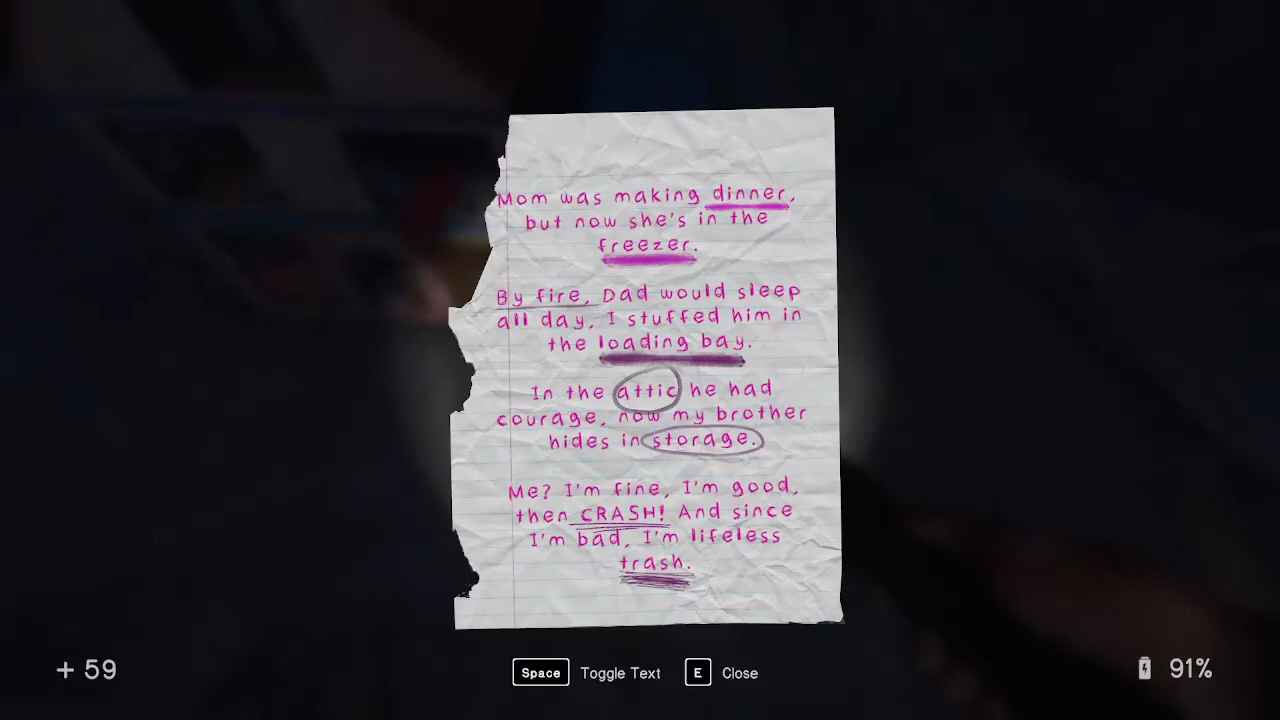 Mom was making dinner,
but now she's in the
freezer.
By fire, Dad would sleep
all day, I stuffed him in
the loading bay.
In the attic he had
courage, now my brother
hides in storage.
Me? I'm fine, I'm good,
then CRASH! And since
I'm bad, I'm lifeless
trash.
+ 59
Space Toggle Text E Close
91%